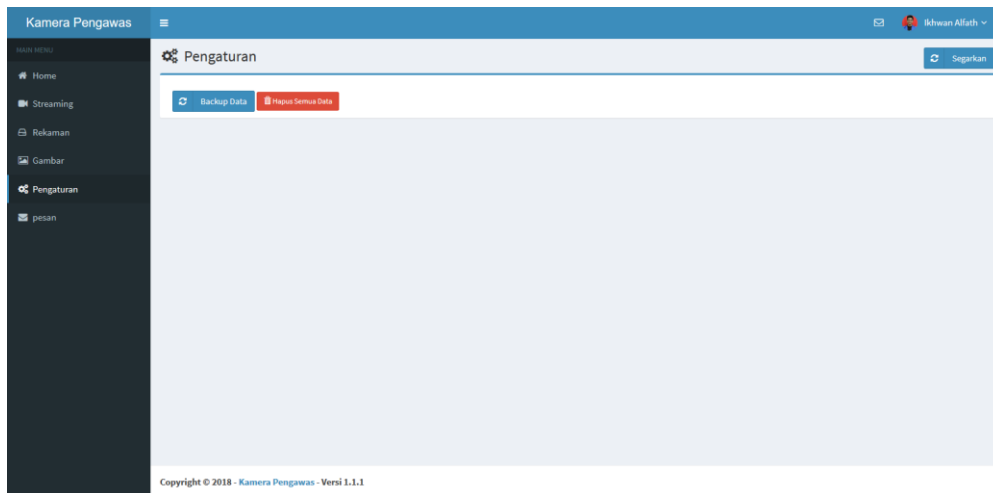 Kamera Pengawas
Ikhwan Alfath
MAIN MENU
Home
Streaming
Rekaman
Gambar
Pengaturan
pesan
Pengaturan
Segarkan
Backup Data
Hapus Semua Data
Copyright © 2018 - Kamera Pengawas - Versi 1.1.1